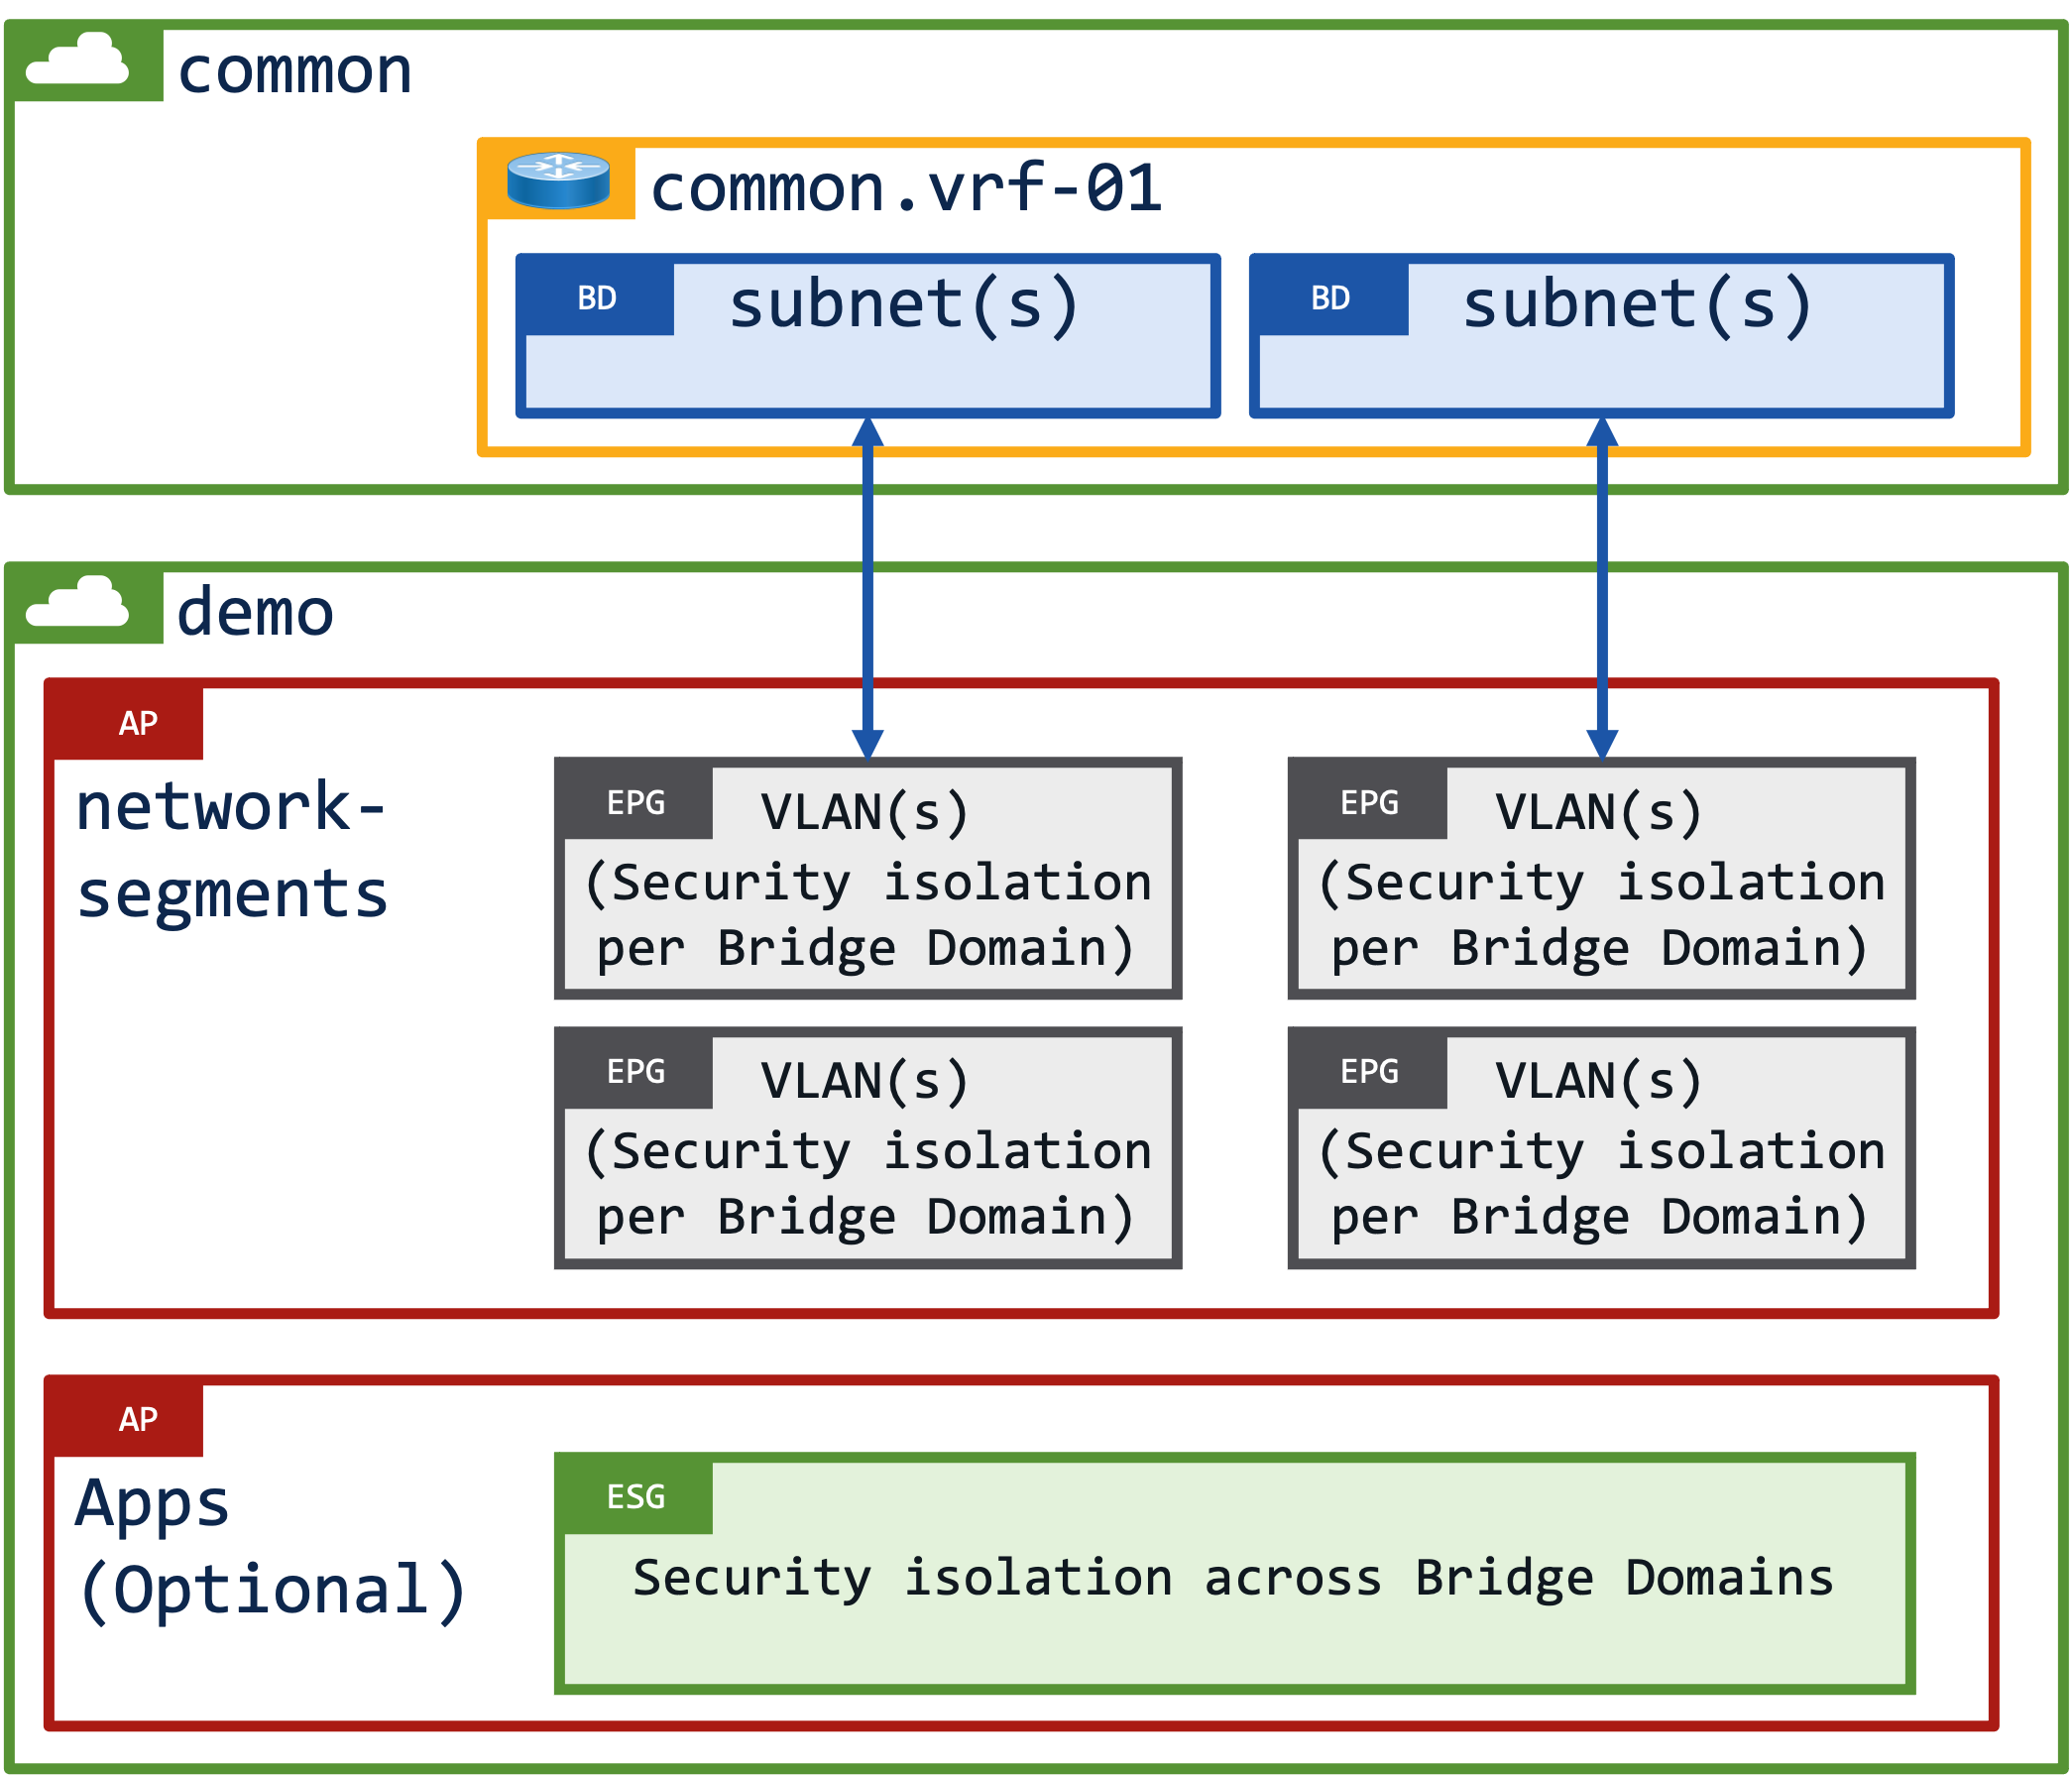 common
common.vrf-01
BD
subnet(s)
BD
subnet(s)
demo
AP
network-
segments
EPG
VLAN(s)
(Security isolation
per Bridge Domain)
EPG
VLAN(s)
(Security isolation
per Bridge Domain)
EPG
VLAN(s)
(Security isolation
per Bridge Domain)
EPG
VLAN(s)
(Security isolation
per Bridge Domain)
AP
Apps
(Optional)
ESG
Security isolation across Bridge Domains